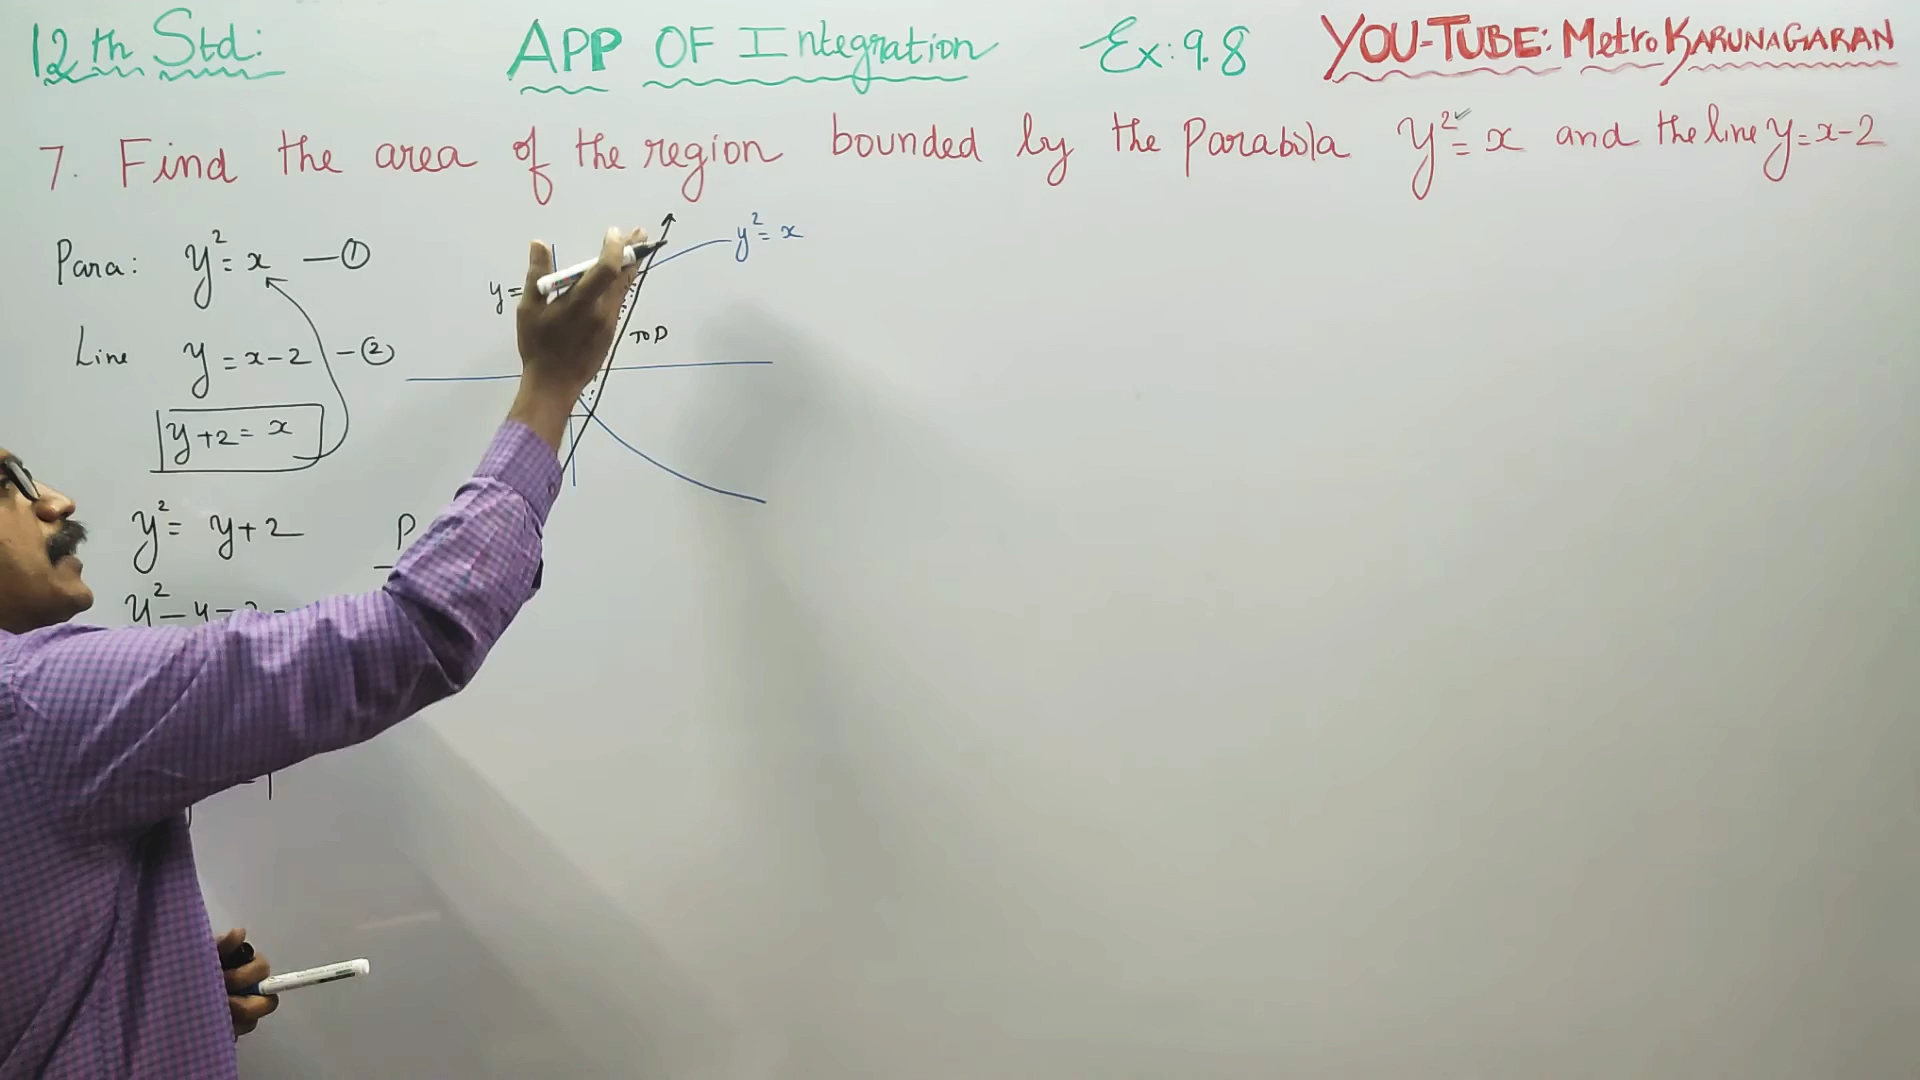 12th Std: APP OF Integration Ex: 9.8 YOU-TUBE: Metro KARUNAGARAN
7. Find the area of the region bounded by the Parabola y² = x and the line y = x-2
Para: y² = x — ①
Line y = x-2 — ②
y+2 = x
y² = y+2
y² - y - 2 =
y² = x
y =
TOP
P